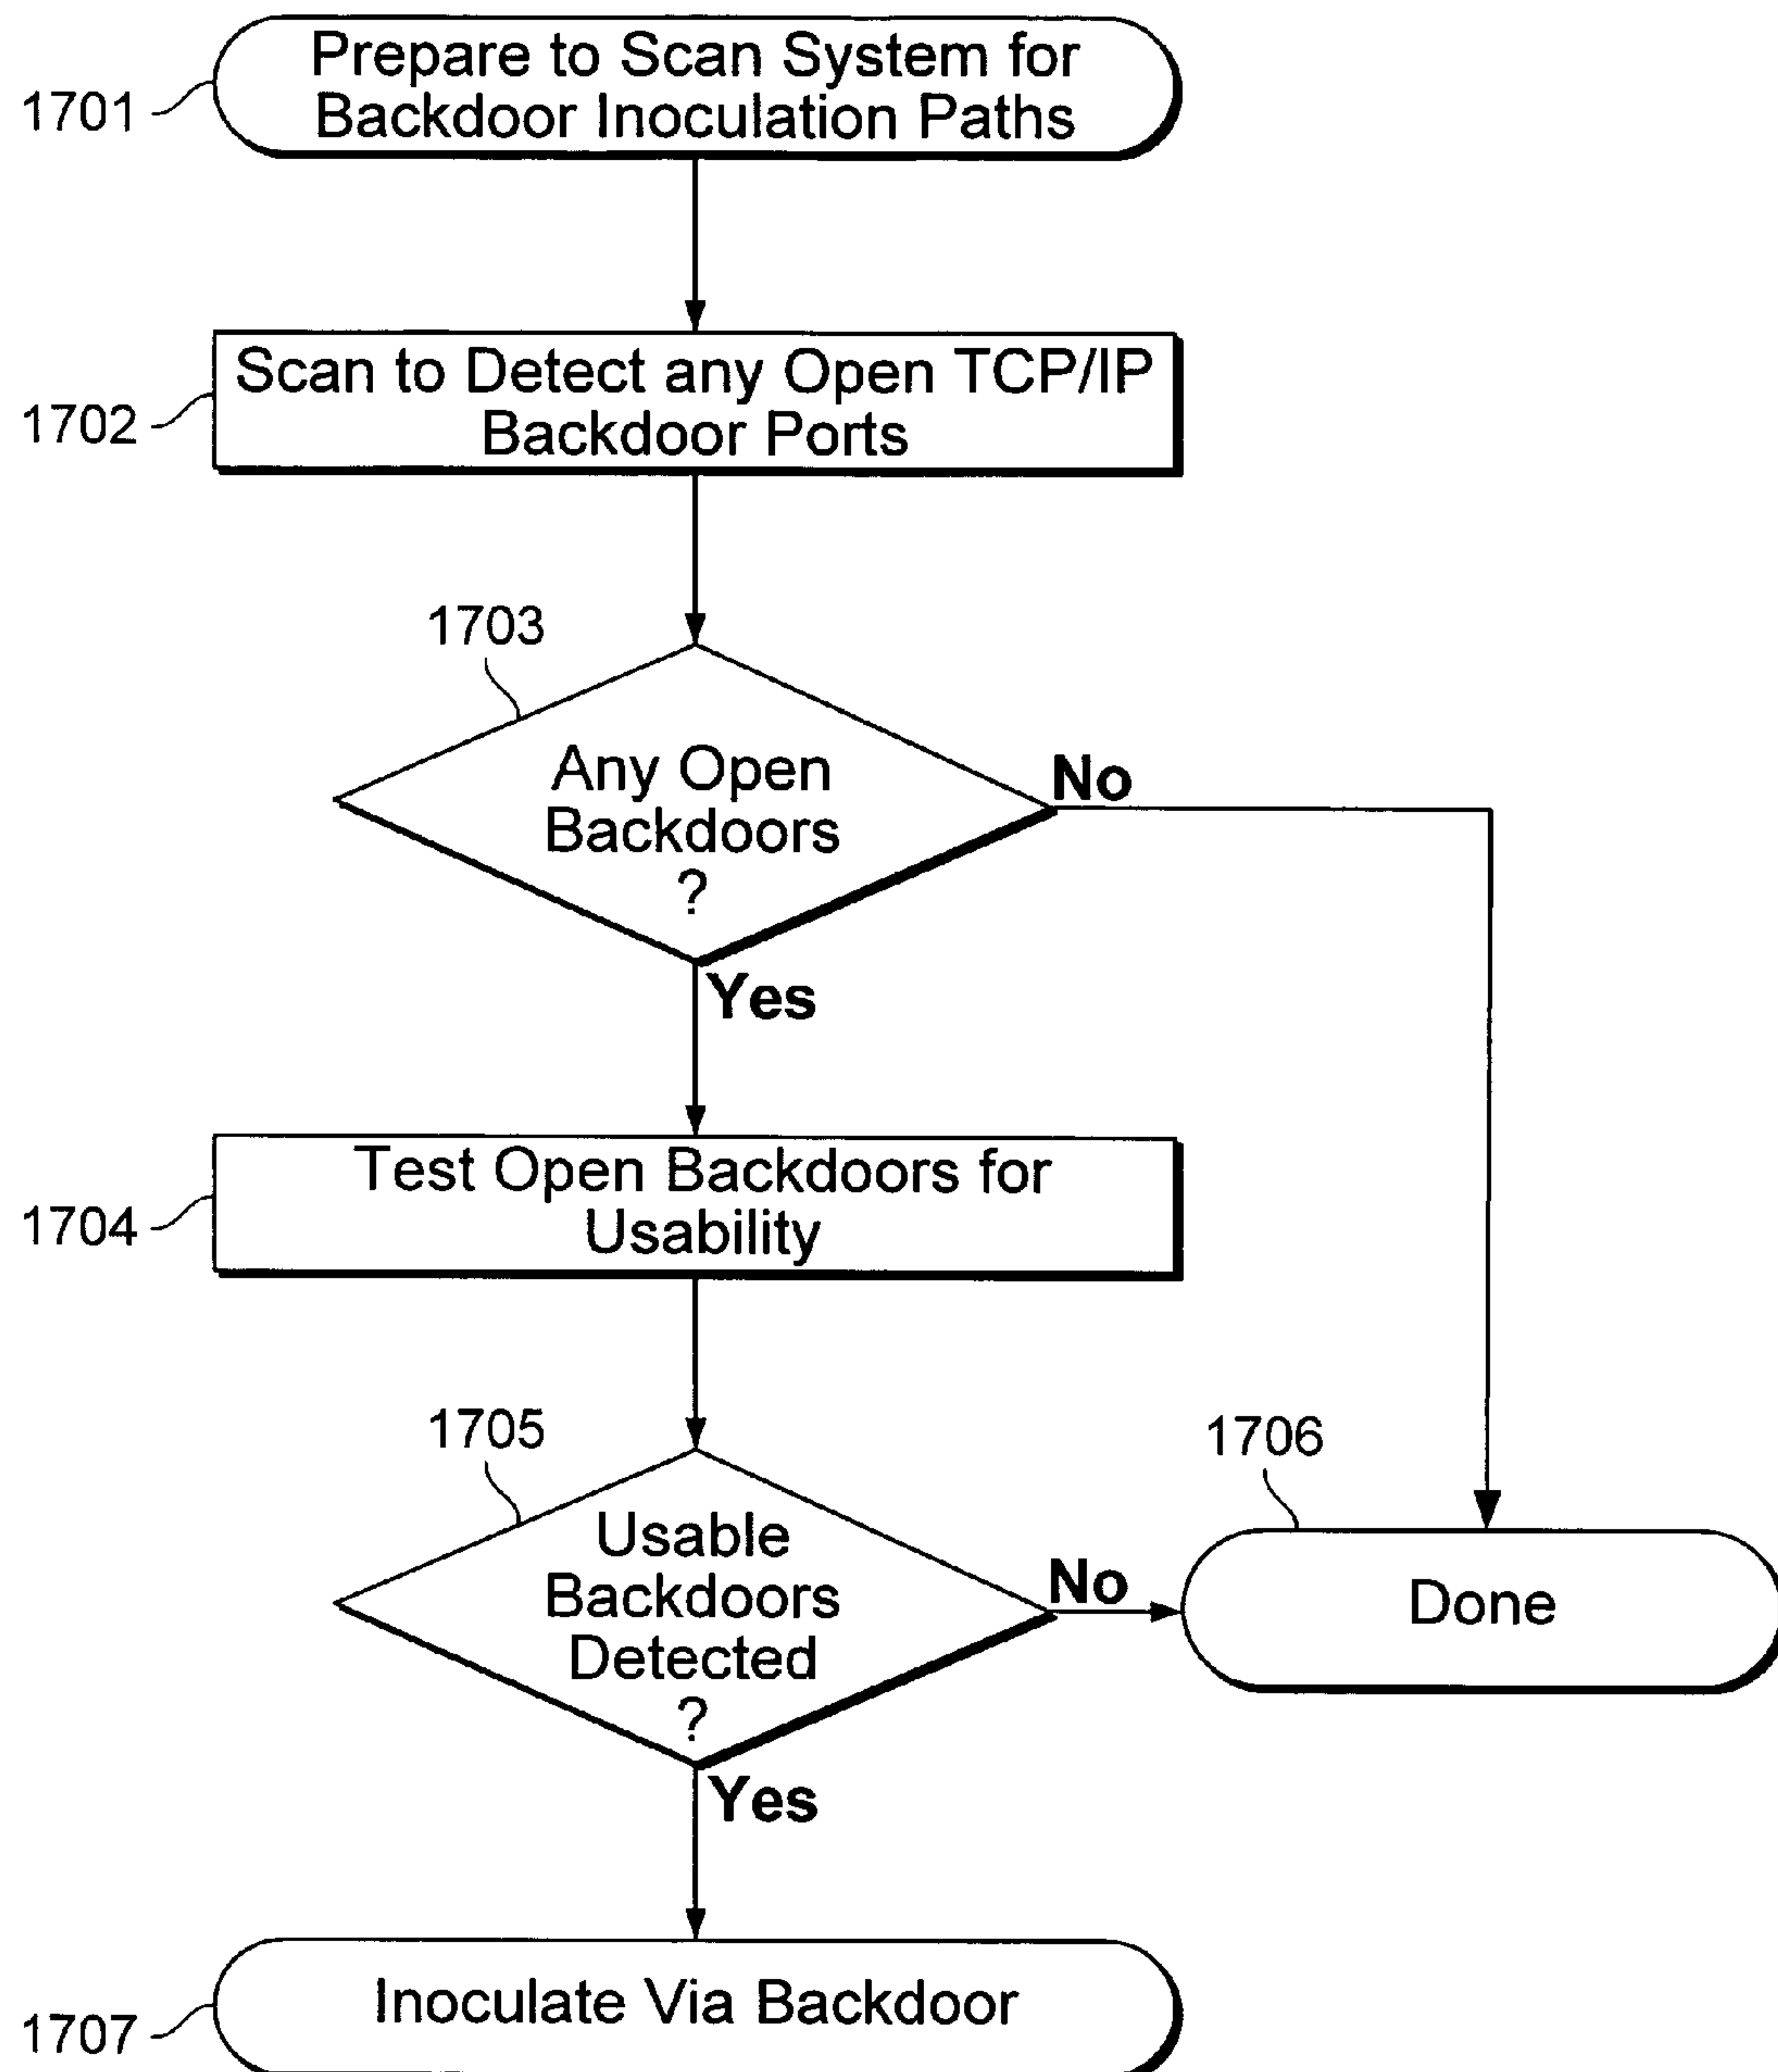 Prepare to Scan System for
Backdoor Inoculation Paths
1701
Scan to Detect any Open TCP/IP
Backdoor Ports
1702
1703
Any Open
Backdoors
?
No
Yes
Test Open Backdoors for
Usability
1704
1705
Usable
Backdoors
Detected
?
No
Yes
1706
Done
Inoculate Via Backdoor
1707